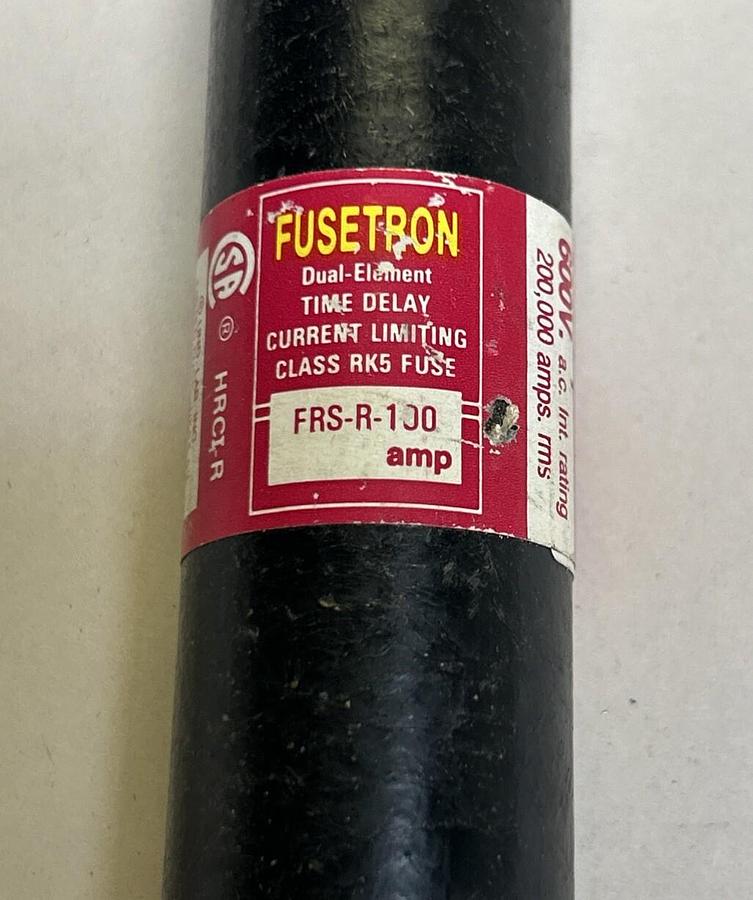 FUSETRON
Dual-Element
TIME DELAY
CURRENT LIMITING
CLASS RK5 FUSE
FRS-R-100
amp
SA ®
HRCI-R
600V. a.c. Int. rating
200,000 amps. rms